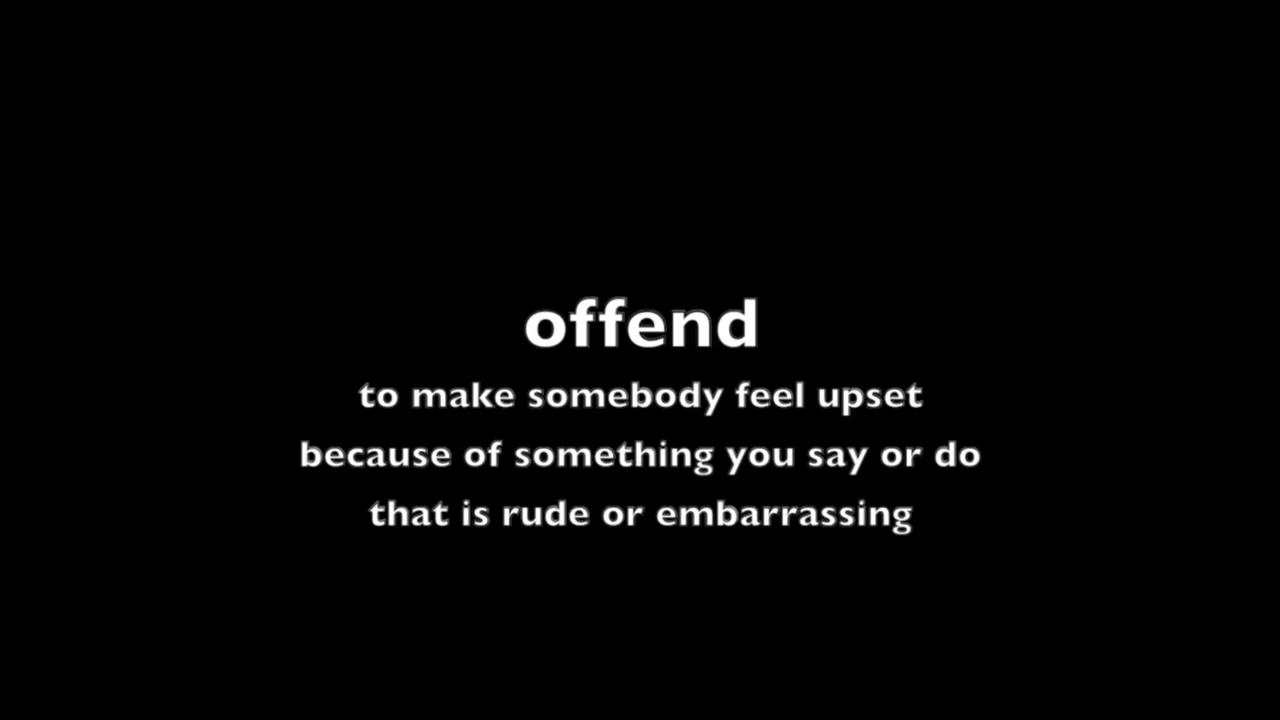 offend
to make somebody feel upset
because of something you say or do
that is rude or embarrassing